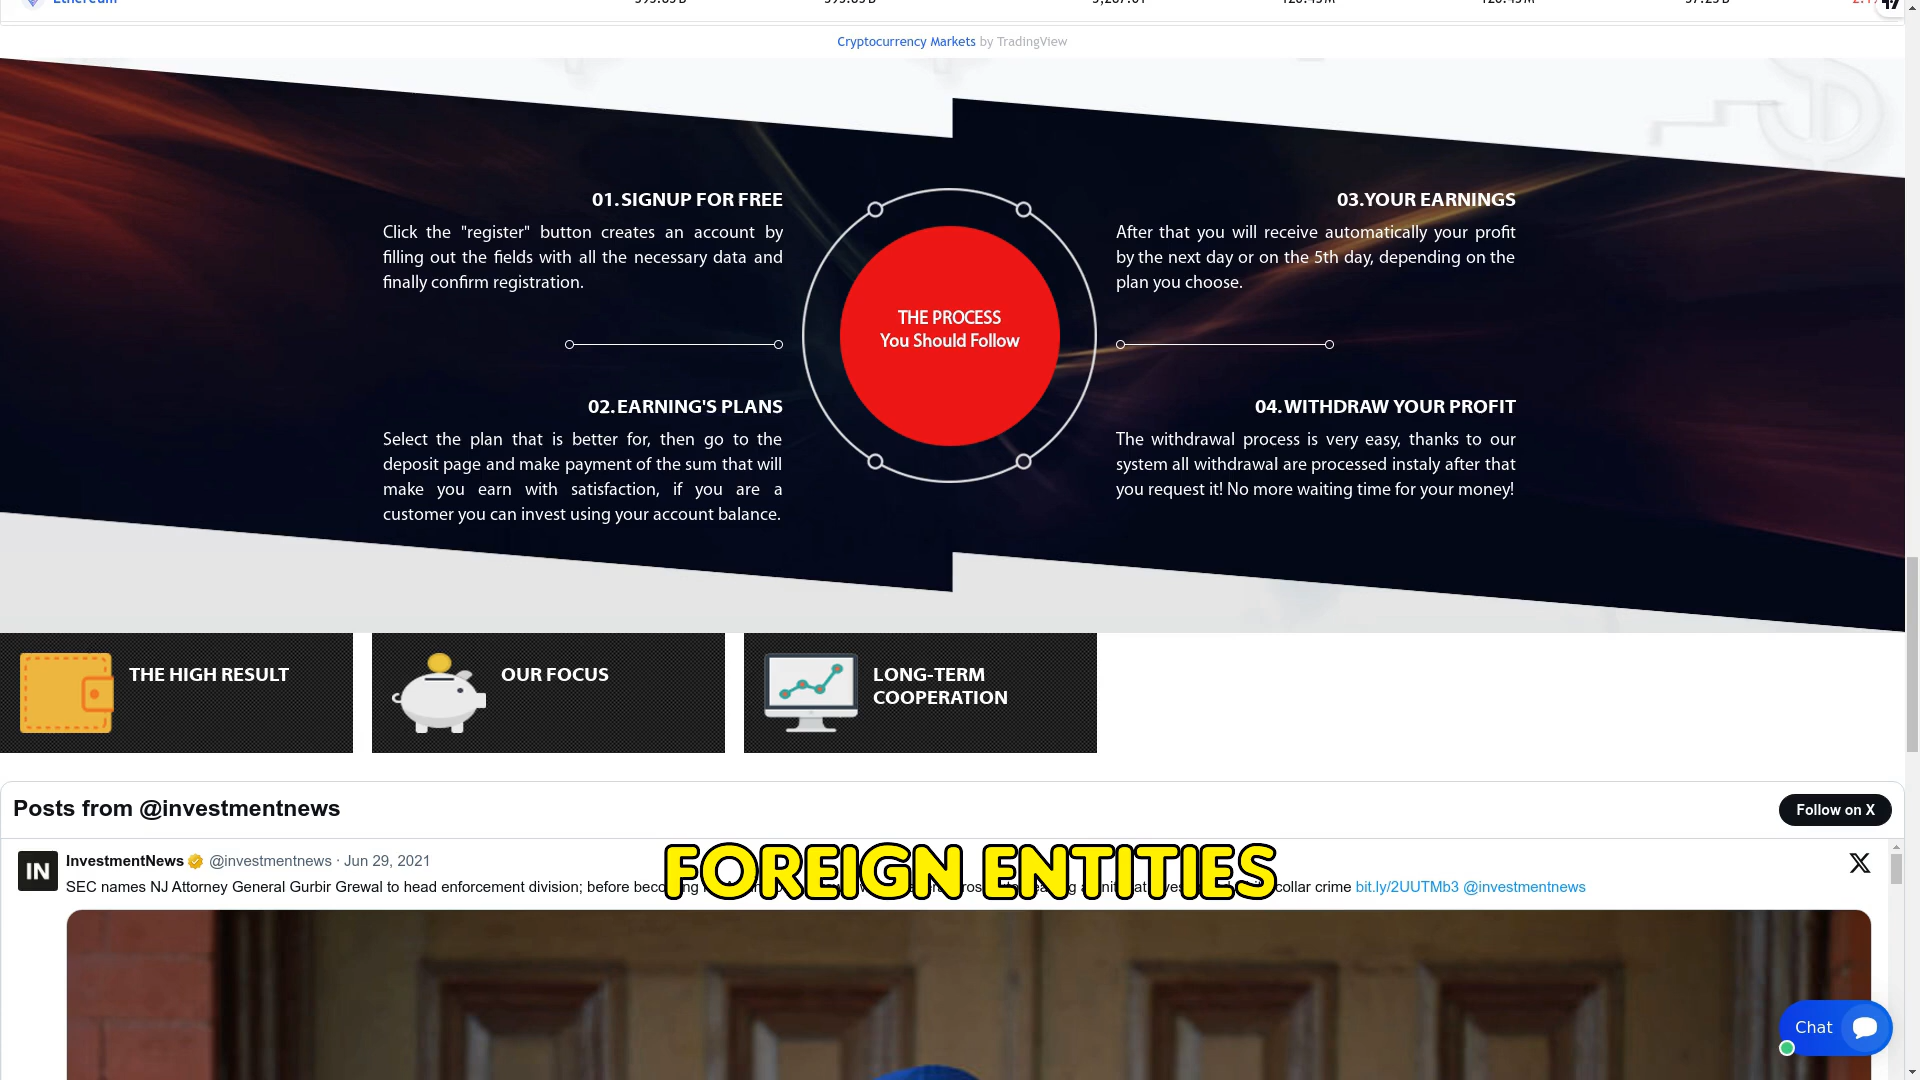 Ethereum
Cryptocurrency Markets by TradingView
01.SIGNUP FOR FREE
Click the "register" button creates an account by
filling out the fields with all the necessary data and
finally confirm registration.
02.EARNING'S PLANS
Select the plan that is better for, then go to the
deposit page and make payment of the sum that will
make you earn with satisfaction, if you are a
customer you can invest using your account balance.
THE PROCESS
You Should Follow
03.YOUR EARNINGS
After that you will receive automatically your profit
by the next day or on the 5th day, depending on the
plan you choose.
04.WITHDRAW YOUR PROFIT
The withdrawal process is very easy, thanks to our
system all withdrawal are processed instaly after that
you request it! No more waiting time for your money!
THE HIGH RESULT
OUR FOCUS
LONG-TERM
COOPERATION
Posts from @investmentnews
Follow on X
IN
InvestmentNews @investmentnews · Jun 29, 2021
SEC names NJ Attorney General Gurbir Grewal to head enforcement division; before collar crime bit.ly/2UUTMb3 @investmentnews
FOREIGN ENTITIES
Chat